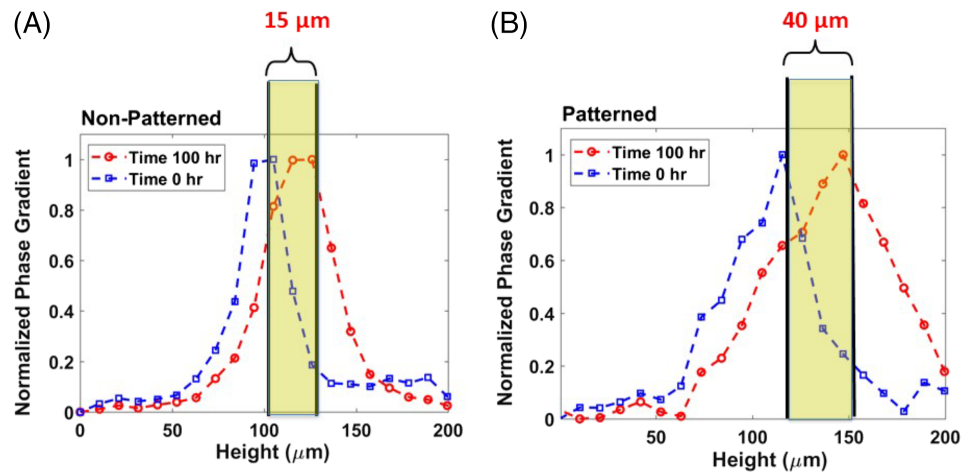 (A)
15 μm
Non-Patterned
Time 100 hr
Time 0 hr
Normalized Phase Gradient
1
0.8
0.6
0.4
0.2
0
0 50 100 150 200
Height (μm)
(B)
40 μm
Patterned
Time 100 hr
Time 0 hr
Normalized Phase Gradient
1
0.8
0.6
0.4
0.2
0
50 100 150 200
Height (μm)